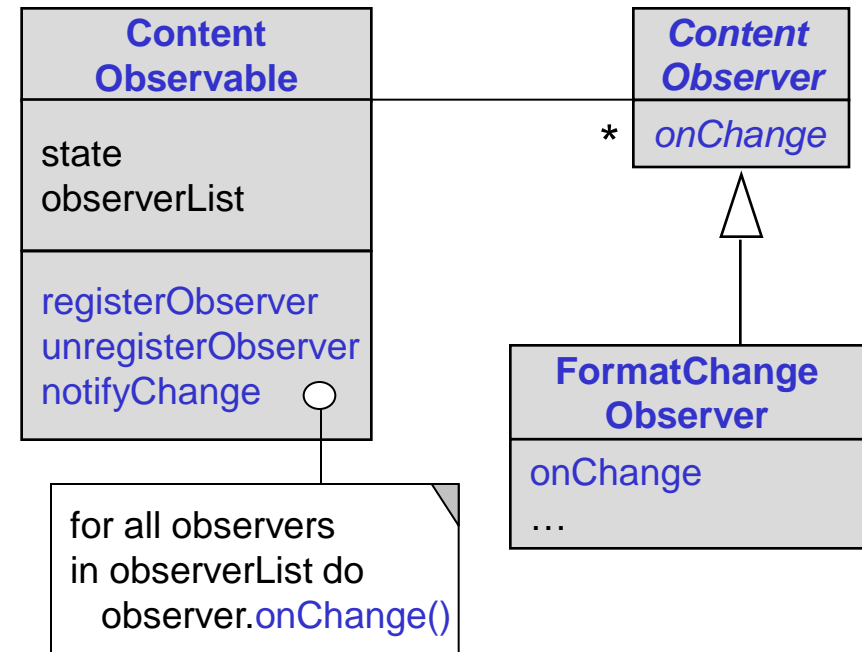 Content
Observable
state
observerList
registerObserver
unregisterObserver
notifyChange
for all observers
in observerList do
observer.onChange()
Content
Observer
*
onChange
FormatChange
Observer
onChange
…